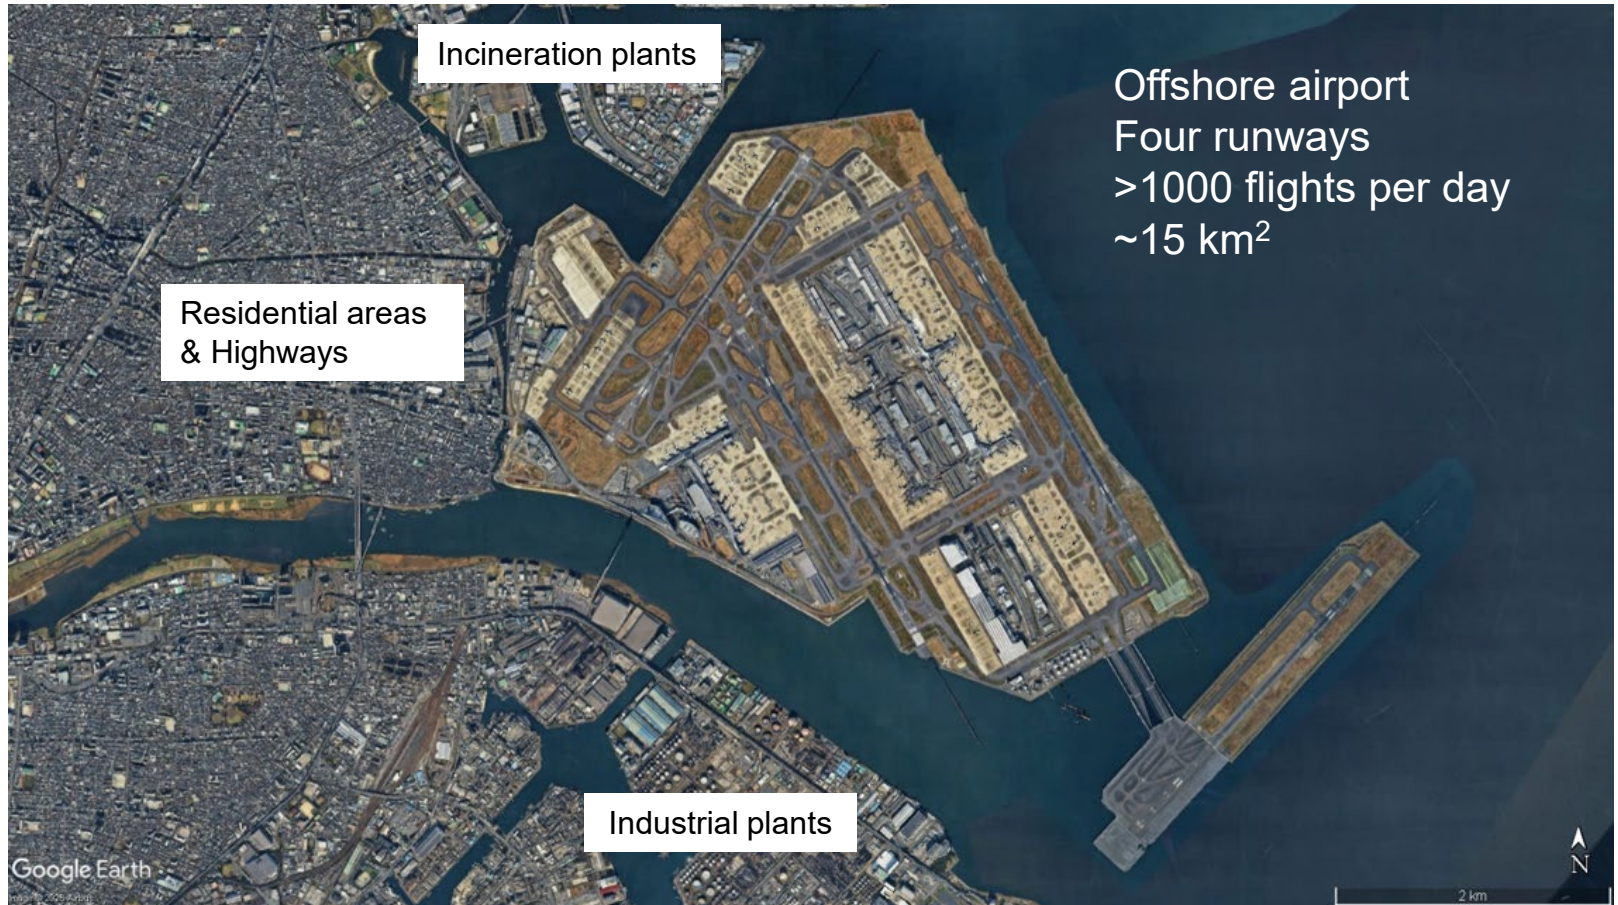 Incineration plants
Offshore airport
Four runways
>1000 flights per day
~15 km²
Residential areas
& Highways
Industrial plants
Google Earth
N
2 km